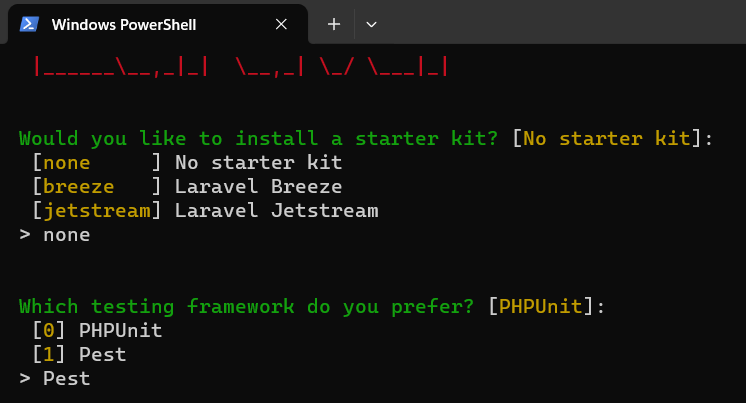 Windows PowerShell
|______\__,_|_|  \__,_| \_/ \___|_|
Would you like to install a starter kit? [No starter kit]:
[none     ] No starter kit
[breeze   ] Laravel Breeze
[jetstream] Laravel Jetstream
> none
Which testing framework do you prefer? [PHPUnit]:
[0] PHPUnit
[1] Pest
> Pest